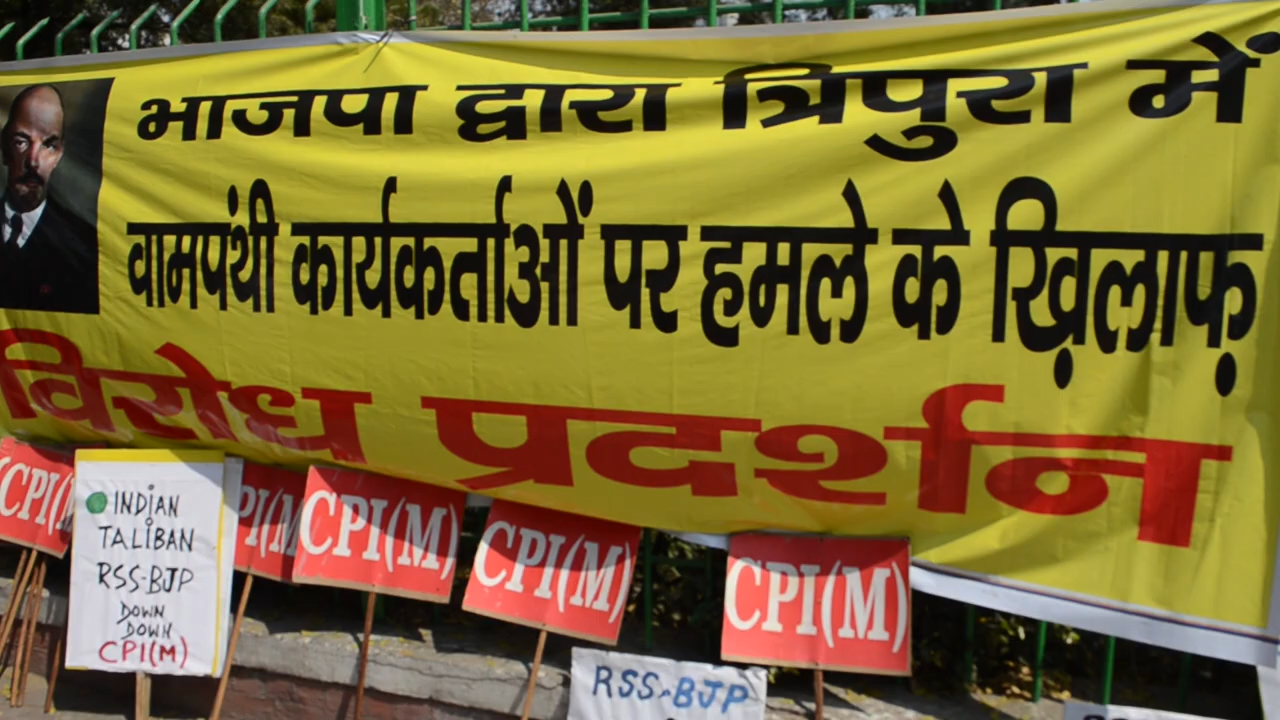 भाजपा द्वारा त्रिपुरा में
वामपंथी कार्यकर्ताओं पर हमले के ख़िलाफ़
विरोध प्रदर्शन
CPI(M)
INDIAN
TALIBAN
RSS-BJP
DOWN
DOWN
CPI(M)
PI(M)
CPI(M)
CPI(M)
CPI(M)
RSS-BJP